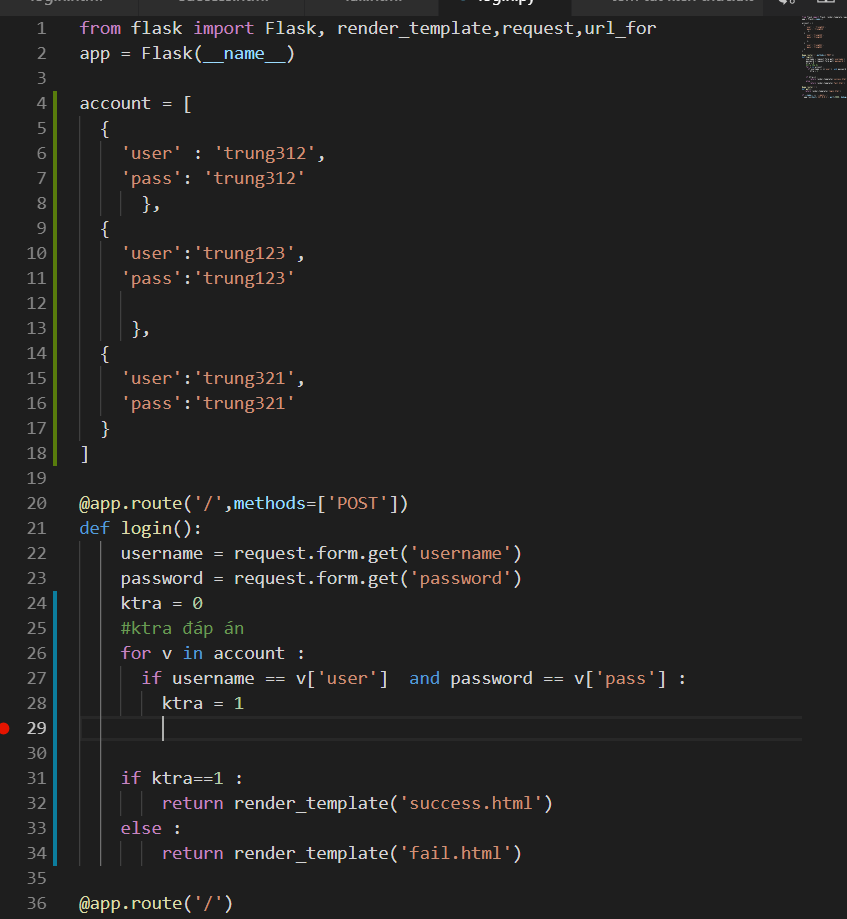 1 from flask import Flask, render_template,request,url_for
2 app = Flask(__name__)
3
4 account = [
5 {
6 'user' : 'trung312',
7 'pass': 'trung312'
8 },
9 {
10 'user':'trung123',
11 'pass':'trung123'
12
13 },
14 {
15 'user':'trung321',
16 'pass':'trung321'
17 }
18 ]
19
20 @app.route('/',methods=['POST'])
21 def login():
22 username = request.form.get('username')
23 password = request.form.get('password')
24 ktra = 0
25 #ktra đáp án
26 for v in account :
27 if username == v['user']  and password == v['pass'] :
28 ktra = 1
29
30
31 if ktra==1 :
32 return render_template('success.html')
33 else :
34 return render_template('fail.html')
35
36 @app.route('/')